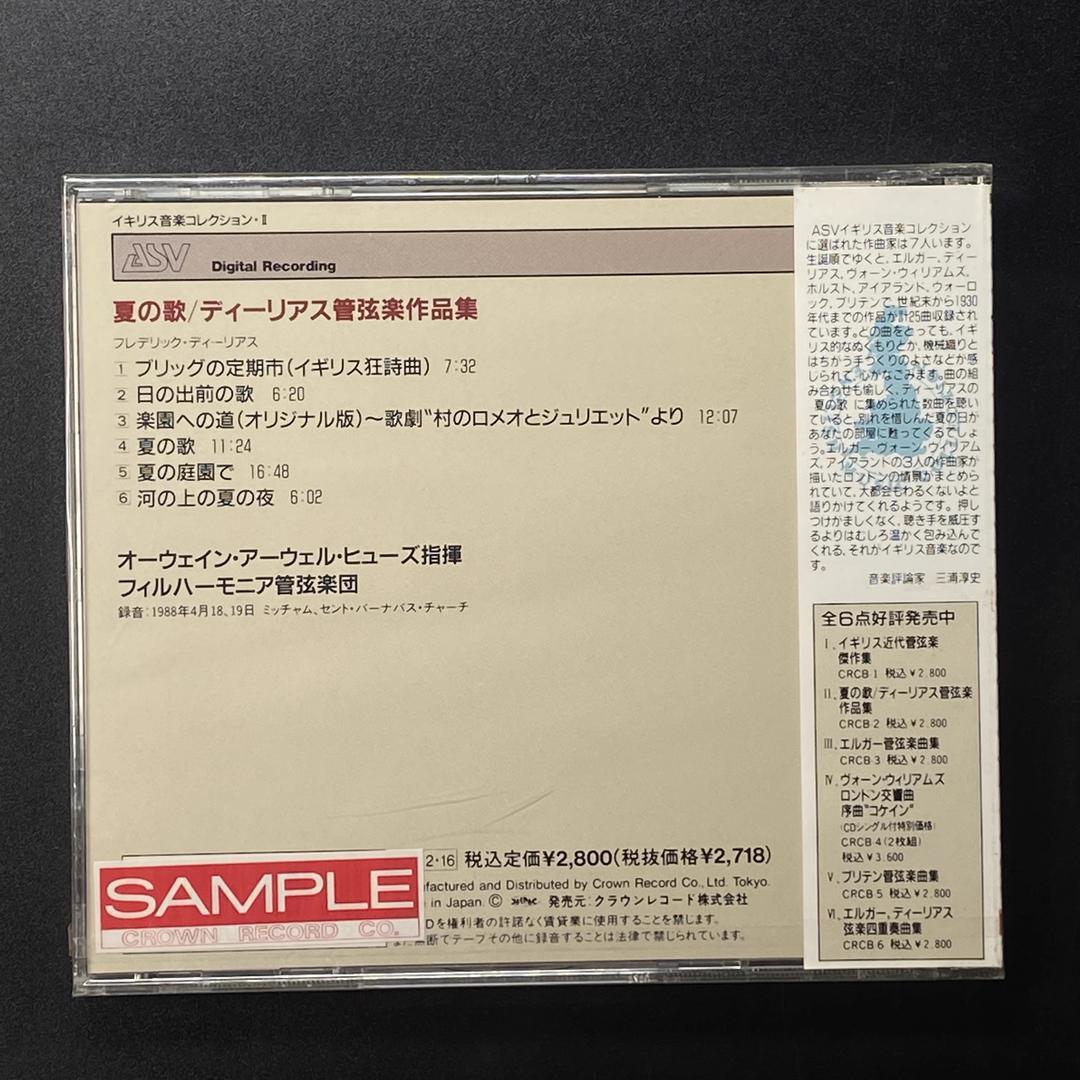 イギリス音楽コレクション・Ⅱ
ASV Digital Recording
夏の歌/ディーリアス管弦楽作品集
フレデリック・ディーリアス
1 ブリッグの定期市(イギリス狂詩曲) 7:32
2 日の出前の歌 6:20
3 楽園への道(オリジナル版)〜歌劇“村のロメオとジュリエット”より 12:07
4 夏の歌 11:24
5 夏の庭園で 16:48
6 河の上の夏の夜 6:02
オーウェイン・アーウェル・ヒューズ指揮
フィルハーモニア管弦楽団
録音:1988年4月18、19日 ミッチャム、セント・バーナバス・チャーチ
2・16 税込定価¥2,800(税抜価格¥2,718)
ufactured and Distributed by Crown Record Co., Ltd. Tokyo.
in Japan. Ⓒ 発売元:クラウンレコード株式会社
Dを権利者の許諾なく賃貸業に使用することを禁じます。
また無断でテープその他に録音することは法律で禁じられています。
SAMPLE
CROWN RECORD CO.
ASVイギリス音楽コレクション
に選ばれた作曲家は7人います。
生誕順でゆくと、エルガー、ディー
リアス、ヴォーン・ウィリアムズ、
ホルスト、アイアランド、ウォーロ
ック、ブリテンで、世紀末から1930
年代までの作品が計25曲収録され
ています。どの曲をとっても、イギ
リス的なぬくもりとか、機械織りと
はちがう手づくりのよさなどが感
じられて、心がなごみます。曲の組
み合わせも愉しく、ディーリアスの
夏の歌 に集められた数曲を聴い
ていると、別れを惜しんだ夏の日が
あなたの部屋に甦ってくるでしょ
う。エルガー、ヴォーン・ヴィリアム
ズ、アイアランドの3人の作曲家が
描いたロンドンの情景がまとめら
れていて、大都会もわるくないよと
語りかけてくれるようです。押し
つけがましくなく、聴き手を威圧す
るよりはむしろ温かく包み込んで
くれる、それがイギリス音楽なので
す。
音楽評論家 三浦淳史
全6点好評発売中
Ⅰ.イギリス近代管弦楽
傑作集
CRCB-1 税込¥2,800
Ⅱ.夏の歌/ディーリアス管弦楽
作品集
CRCB-2 税込¥2,800
Ⅲ.エルガー管弦楽曲集
CRCB-3 税込¥2,800
Ⅳ.ヴォーン・ウィリアムズ
ロンドン交響曲
序曲“コケイン”
(CDシングル付特別価格)
CRCB-4(2枚組)
税込¥3,600
Ⅴ.ブリテン管弦楽曲集
CRCB-5 税込¥2,800
Ⅵ.エルガー、ディーリアス
弦楽四重奏曲集
CRCB-6 税込¥2,800